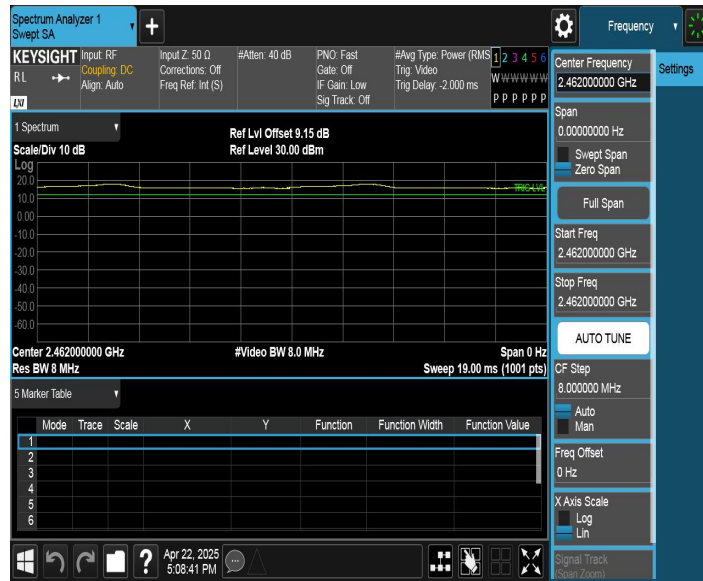 Spectrum Analyzer 1
Swept SA
+
Frequency
KEYSIGHT
R L
LXI
Input: RF
Coupling: DC
Align: Auto
Input Z: 50 Ω
Corrections: Off
Freq Ref: Int (S)
#Atten: 40 dB
PNO: Fast
Gate: Off
IF Gain: Low
Sig Track: Off
#Avg Type: Power (RMS
Trig: Video
Trig Delay: -2.000 ms
1 2 3 4 5 6
W W W W W W
P P P P P P
1 Spectrum
Scale/Div 10 dB
Ref Lvl Offset 9.15 dB
Ref Level 30.00 dBm
Log
20.0
10.0
0.00
-10.0
-20.0
-30.0
-40.0
-50.0
-60.0
TRIG LVL
Center 2.462000000 GHz
#Video BW 8.0 MHz
Span 0 Hz
Res BW 8 MHz
Sweep 19.00 ms (1001 pts)
5 Marker Table
Mode Trace Scale X Y Function Function Width Function Value
1
2
3
4
5
6
?
Apr 22, 2025
5:08:41 PM
Center Frequency
2.462000000 GHz
Settings
Span
0.00000000 Hz
Swept Span
Zero Span
Full Span
Start Freq
2.462000000 GHz
Stop Freq
2.462000000 GHz
AUTO TUNE
CF Step
8.000000 MHz
Auto
Man
Freq Offset
0 Hz
X Axis Scale
Log
Lin
Signal Track
(Span Zoom)